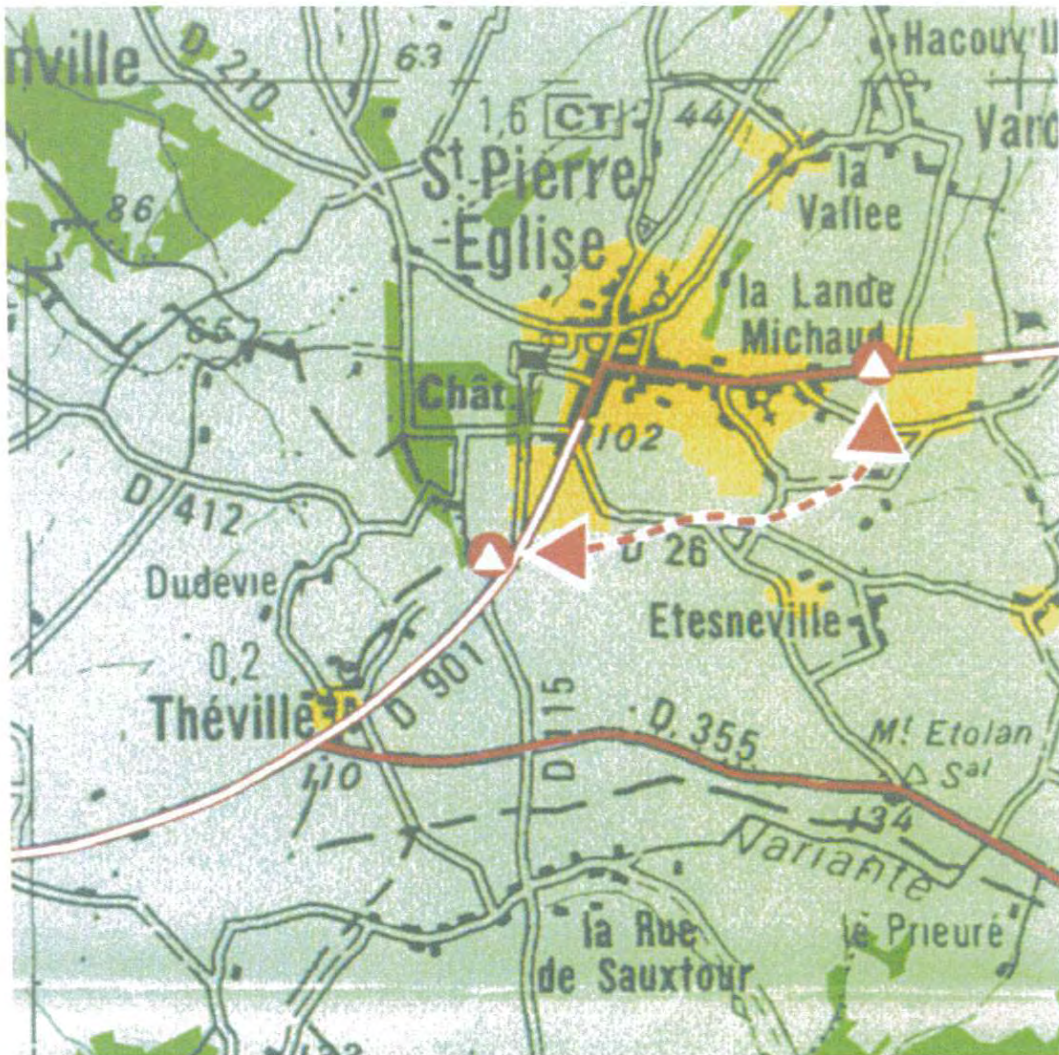 nville
D 210
63
Hacouv
1,6 CT 44
Vard
St Pierre
-Eglise
la
Vallee
86
la Lande
Michaud
65
Chât.
102
D 412
D 26
Dudevie
Etesneville
0,2
Théville
D 901
D 115
D. 355
Mt Etolan
Sal
110
134
Variante
la Rue
de Sauxtour
le Prieuré